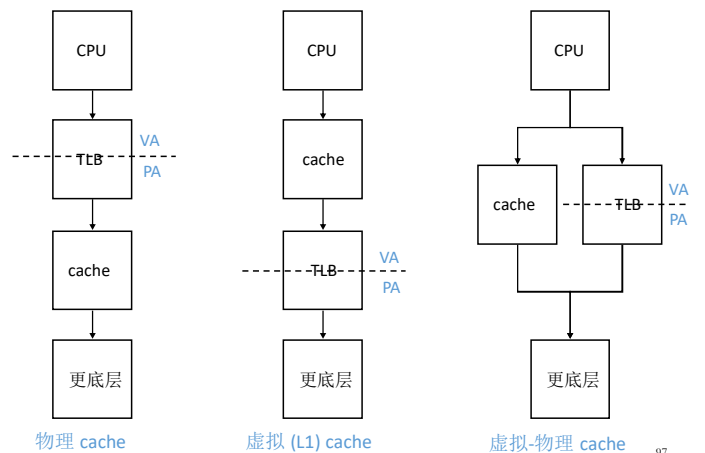 CPU
CPU
CPU
TLB
VA
PA
cache
cache
TLB
VA
PA
cache
TLB
VA
PA
更底层
更底层
更底层
物理 cache
虚拟 (L1) cache
虚拟-物理 cache
97